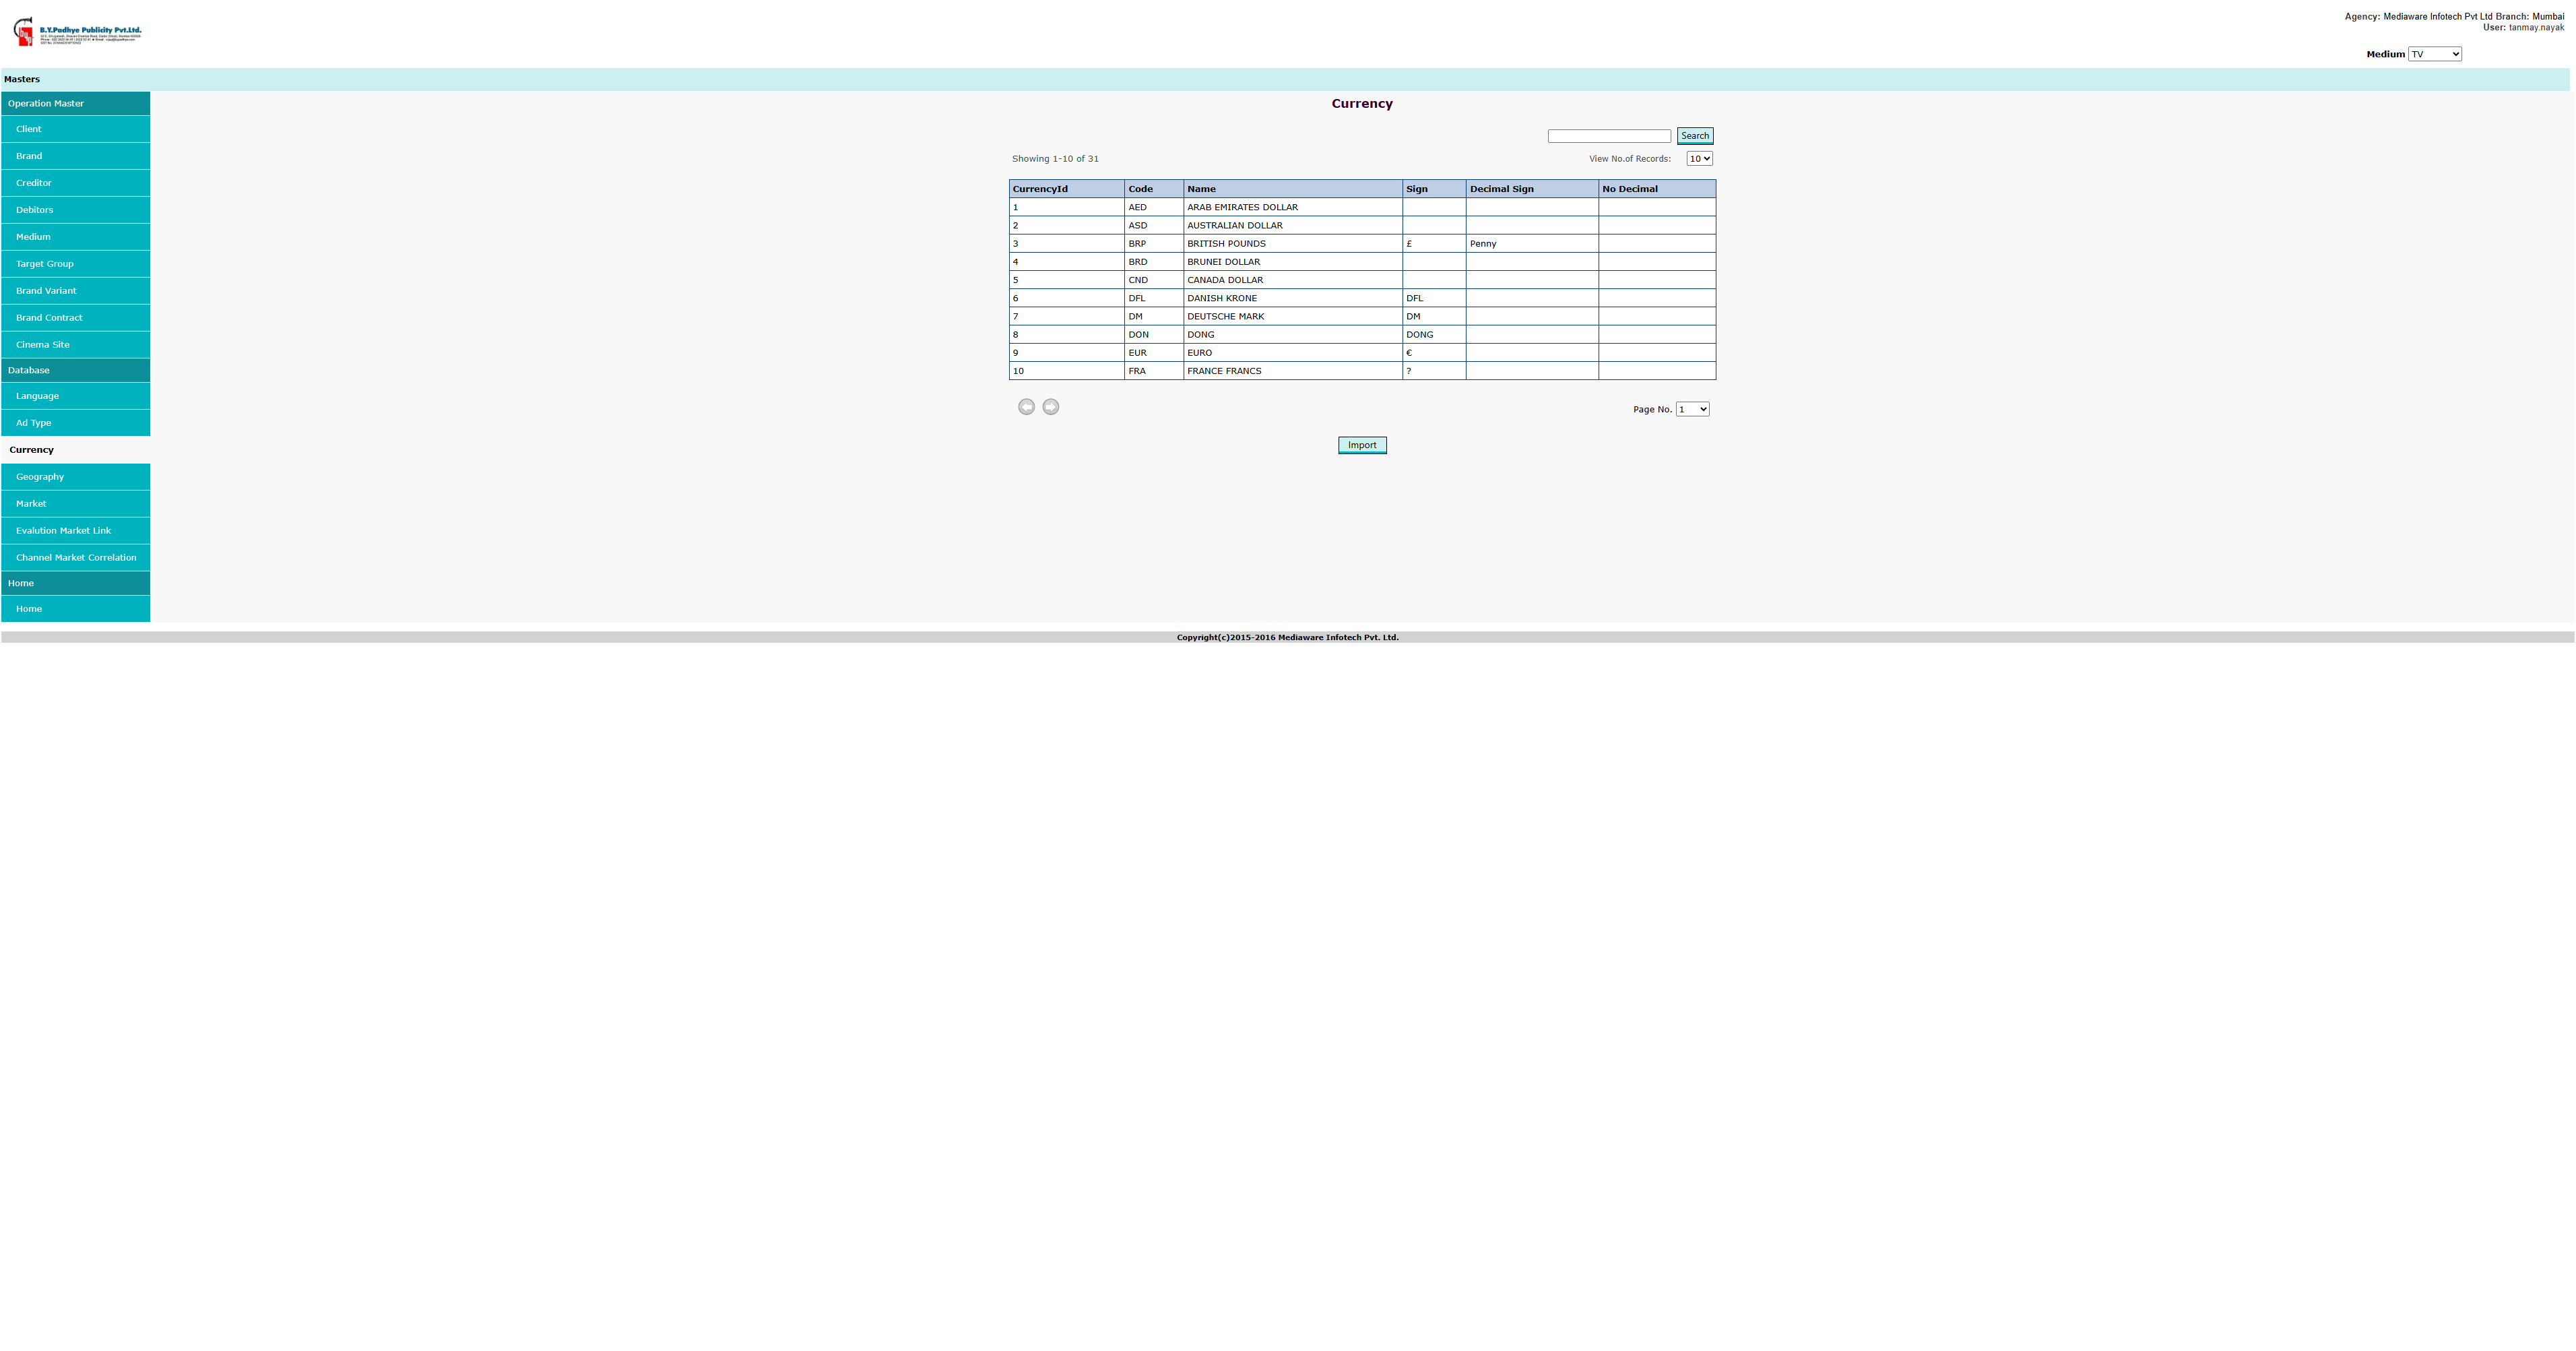 B.Y.Padhye Publicity Pvt.Ltd.
Agency: Mediaware Infotech Pvt Ltd Branch: Mumbai
User: tanmay.nayak
Medium TV
Masters
Operation Master
Client
Brand
Creditor
Debitors
Medium
Target Group
Brand Variant
Brand Contract
Cinema Site
Database
Language
Ad Type
Currency
Geography
Market
Evalution Market Link
Channel Market Correlation
Home
Home
Currency
Search
Showing 1-10 of 31 View No.of Records: 10
CurrencyId Code Name Sign Decimal Sign No Decimal
1 AED ARAB EMIRATES DOLLAR
2 ASD AUSTRALIAN DOLLAR
3 BRP BRITISH POUNDS £ Penny
4 BRD BRUNEI DOLLAR
5 CND CANADA DOLLAR
6 DFL DANISH KRONE DFL
7 DM DEUTSCHE MARK DM
8 DON DONG DONG
9 EUR EURO €
10 FRA FRANCE FRANCS ?
Page No. 1
Import
Copyright(c)2015-2016 Mediaware Infotech Pvt. Ltd.